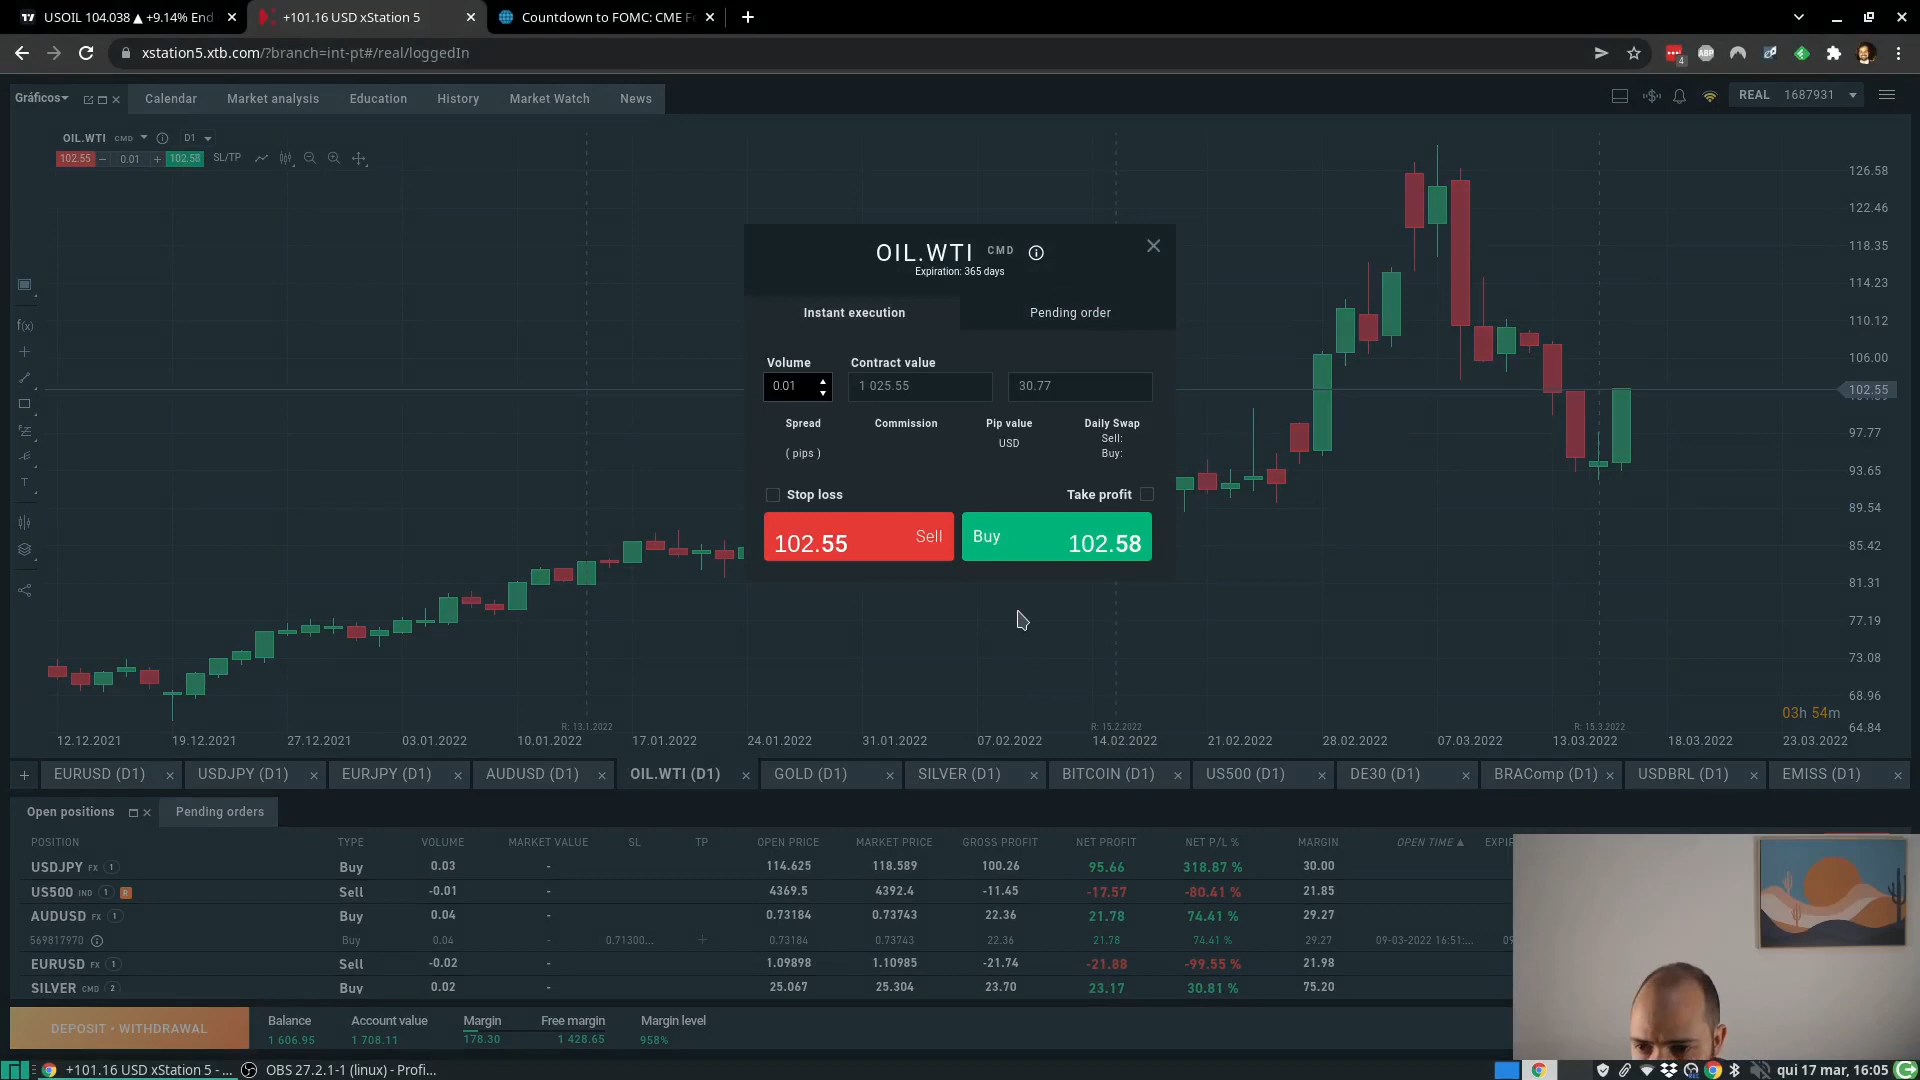 USOIL 104.038 ▲ +9.14% End
+101.16 USD xStation 5
Countdown to FOMC: CME Fe
xstation5.xtb.com/?branch=int-pt#/real/loggedIn
Gráficos
Calendar
Market analysis
Education
History
Market Watch
News
REAL 1687931
OIL.WTI CMD D1
102.55 − 0.01 + 102.58 SL/TP
126.58
122.46
118.35
114.23
110.12
106.00
102.55
97.77
93.65
89.54
85.42
81.31
77.19
73.08
68.96
64.84
OIL.WTI CMD
Expiration: 365 days
Instant execution
Pending order
Volume
Contract value
0.01
1 025.55
30.77
Spread
Commission
Pip value
Daily Swap
USD
Sell:
( pips )
Buy:
Stop loss
Take profit
102.55 Sell
Buy 102.58
f(x)
T
03h 54m
R: 13.1.2022
R: 15.2.2022
R: 15.3.2022
12.12.2021
19.12.2021
27.12.2021
03.01.2022
10.01.2022
17.01.2022
24.01.2022
31.01.2022
07.02.2022
14.02.2022
21.02.2022
28.02.2022
07.03.2022
13.03.2022
18.03.2022
23.03.2022
+
EURUSD (D1)
USDJPY (D1)
EURJPY (D1)
AUDUSD (D1)
OIL.WTI (D1)
GOLD (D1)
SILVER (D1)
BITCOIN (D1)
US500 (D1)
DE30 (D1)
BRAComp (D1)
USDBRL (D1)
EMISS (D1)
Open positions
Pending orders
POSITION TYPE VOLUME MARKET VALUE SL TP OPEN PRICE MARKET PRICE GROSS PROFIT NET PROFIT NET P/L % MARGIN OPEN TIME ▲ EXPIR
USDJPY FX 1 Buy 0.03 - 114.625 118.589 100.26 95.66 318.87 % 30.00
US500 IND 1 R Sell -0.01 - 4369.5 4392.4 -11.45 -17.57 -80.41 % 21.85
AUDUSD FX 1 Buy 0.04 - 0.73184 0.73743 22.36 21.78 74.41 % 29.27
569817970 Buy 0.04 - 0.71300... + 0.73184 0.73743 22.36 21.78 74.41 % 29.27 09-03-2022 16:51:... 09
EURUSD FX 1 Sell -0.02 - 1.09898 1.10985 -21.74 -21.88 -99.55 % 21.98
SILVER CMD 2 Buy 0.02 - 25.067 25.304 23.70 23.17 30.81 % 75.20
DEPOSIT • WITHDRAWAL
Balance
Account value
Margin
Free margin
Margin level
1 606.95
1 708.11
178.30
1 428.65
958%
+101.16 USD xStation 5 - ...
OBS 27.2.1-1 (linux) - Profi...
qui 17 mar, 16:05